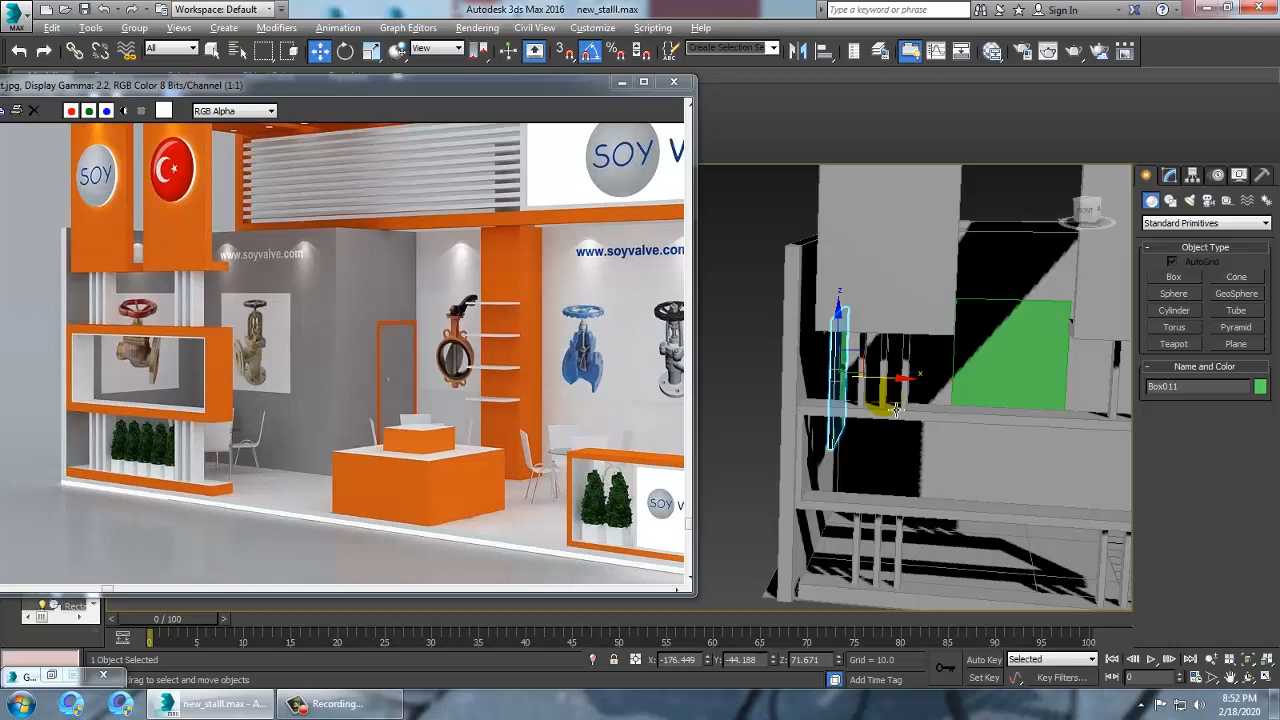 Workspace: Default
Autodesk 3ds Max 2016 new_stalll.max
Type a keyword or phrase
Sign In
MAX
Edit Tools Group Views Create Modifiers Animation Graph Editors Rendering Civil View Customize Scripting Help
All
View
Create Selection Se
t.jpg, Display Gamma: 2.2, RGB Color 8 Bits/Channel (1:1)
RGB Alpha
SOY
SOY
www.soyvalve.com
www.soyvalve.com
SOY
z
x
FRONT
Standard Primitives
Object Type
AutoGrid
Box Cone
Sphere GeoSphere
Cylinder Tube
Torus Pyramid
Teapot Plane
Name and Color
Box011
Recta
0 / 100
0 5 10 15 20 25 30 35 40 45 50 55 60 65 70 75 80 85 90 95 100
1 Object Selected
X: -176.449 Y: -44.188 Z: 71.671 Grid = 10.0
Auto Key Selected
G...
drag to select and move objects
Add Time Tag
Set Key Key Filters... 0
new_stalll.max - A...
Recording...
8:52 PM
2/18/2020